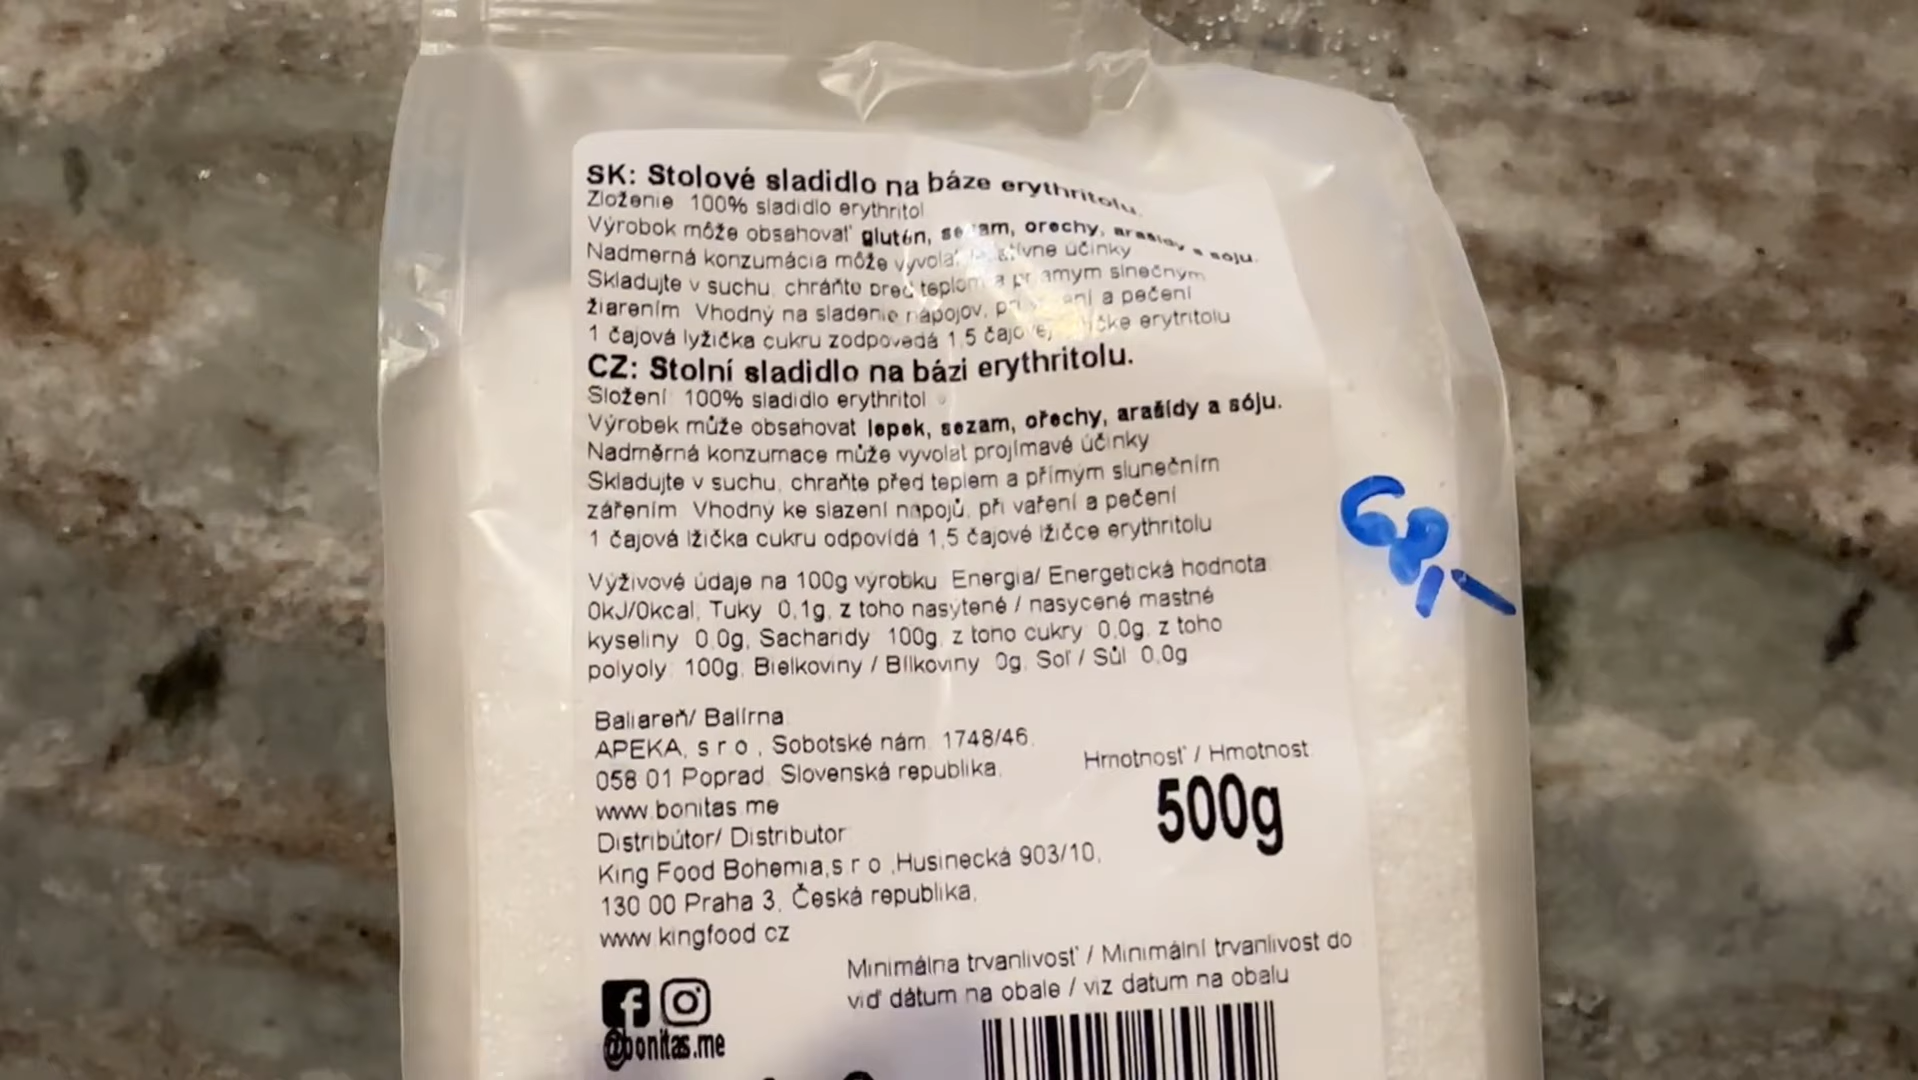 SK: Stolové sladidlo na báze erythritolu.
Zloženie 100% sladidlo erythritol
Výrobok môže obsahovať glutén, sezam, orechy, arašidy a sóju.
Nadmerná konzumácia môže vyvolať účinky
Skladujte v suchu, chráňte pred teplom a priamym slnečným
žiarením Vhodný na sladenie nápojov, pri a pečení
1 čajová lyžička cukru zodpovedá 1,5 čajovej lyžičke erytritolu
CZ: Stolní sladidlo na bázi erythritolu.
Složení 100% sladidlo erythritol
Výrobek může obsahovat lepek, sezam, ořechy, arašídy a sóju.
Nadměrná konzumace může vyvolat projímavé účinky
Skladujte v suchu, chraňte před teplem a přímým slunečním
zářením Vhodný ke slazení nápojů, při vaření a pečení
1 čajová lžička cukru odpovídá 1,5 čajové lžičce erythritolu
Výživové údaje na 100g výrobku Energia/ Energetická hodnota
0kJ/0kcal, Tuky 0,1g, z toho nasytené / nasycené mastné
kyseliny 0,0g, Sacharidy 100g, z toho cukry 0,0g, z toho
polyoly 100g, Bielkoviny / Bílkoviny 0g, Soľ / Sůl 0,0g
Baliareň/ Balírna
APEKA, s r o , Sobotské nám 1748/46,
058 01 Poprad, Slovenská republika,
www.bonitas.me
Hmotnosť / Hmotnost
500g
Distribútor/ Distributor
King Food Bohemia,s r o ,Husinecká 903/10,
130 00 Praha 3, Česká republika,
www.kingfood cz
Minimálna trvanlivosť / Minimální trvanlivost do
viď dátum na obale / viz datum na obalu
@bonitas.me